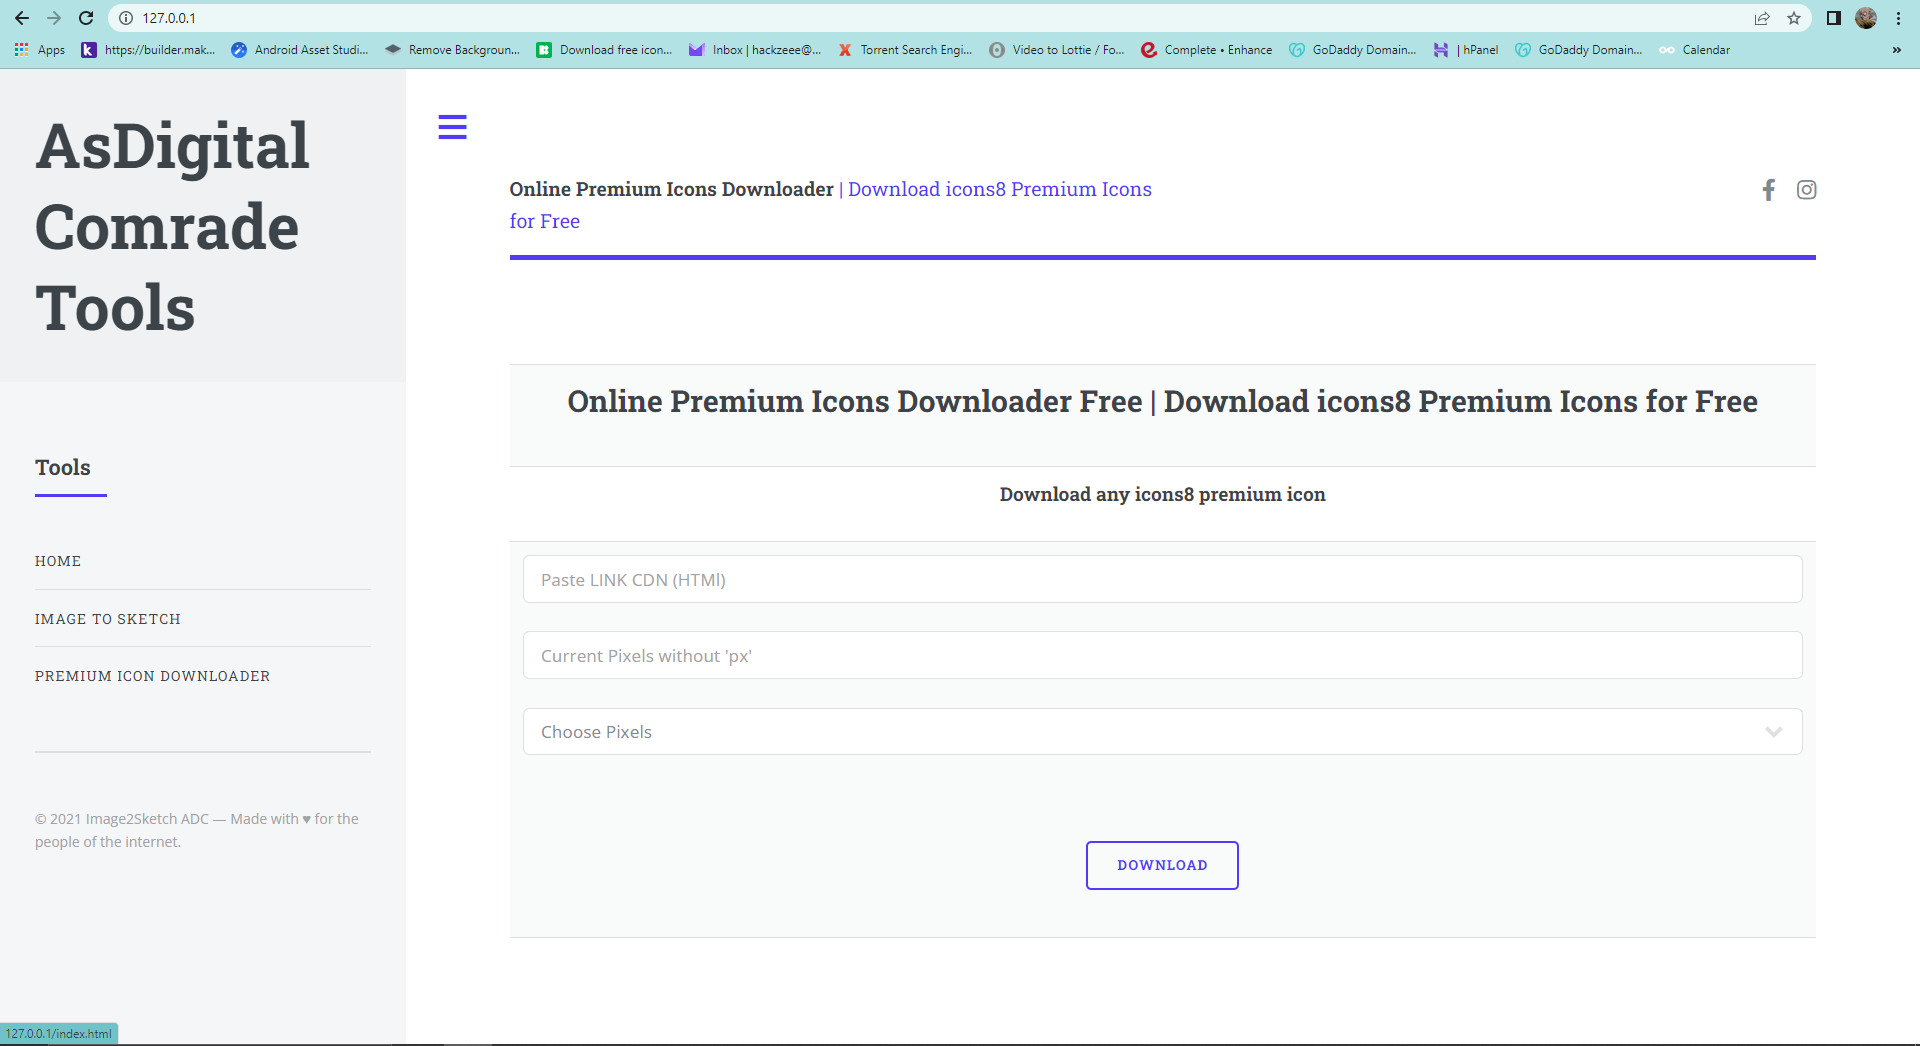 127.0.0.1
Apps
https://builder.mak...
Android Asset Studi...
Remove Backgroun...
Download free icon...
Inbox | hackzeee@...
Torrent Search Engi...
Video to Lottie / Fo...
Complete • Enhance
GoDaddy Domain...
| hPanel
GoDaddy Domain...
Calendar
»
AsDigital
Comrade
Tools
Tools
HOME
IMAGE TO SKETCH
PREMIUM ICON DOWNLOADER
© 2021 Image2Sketch ADC — Made with ♥ for the
people of the internet.
Online Premium Icons Downloader | Download icons8 Premium Icons
for Free
Online Premium Icons Downloader Free | Download icons8 Premium Icons for Free
Download any icons8 premium icon
Paste LINK CDN (HTMl)
Current Pixels without 'px'
Choose Pixels
DOWNLOAD
127.0.0.1/index.html